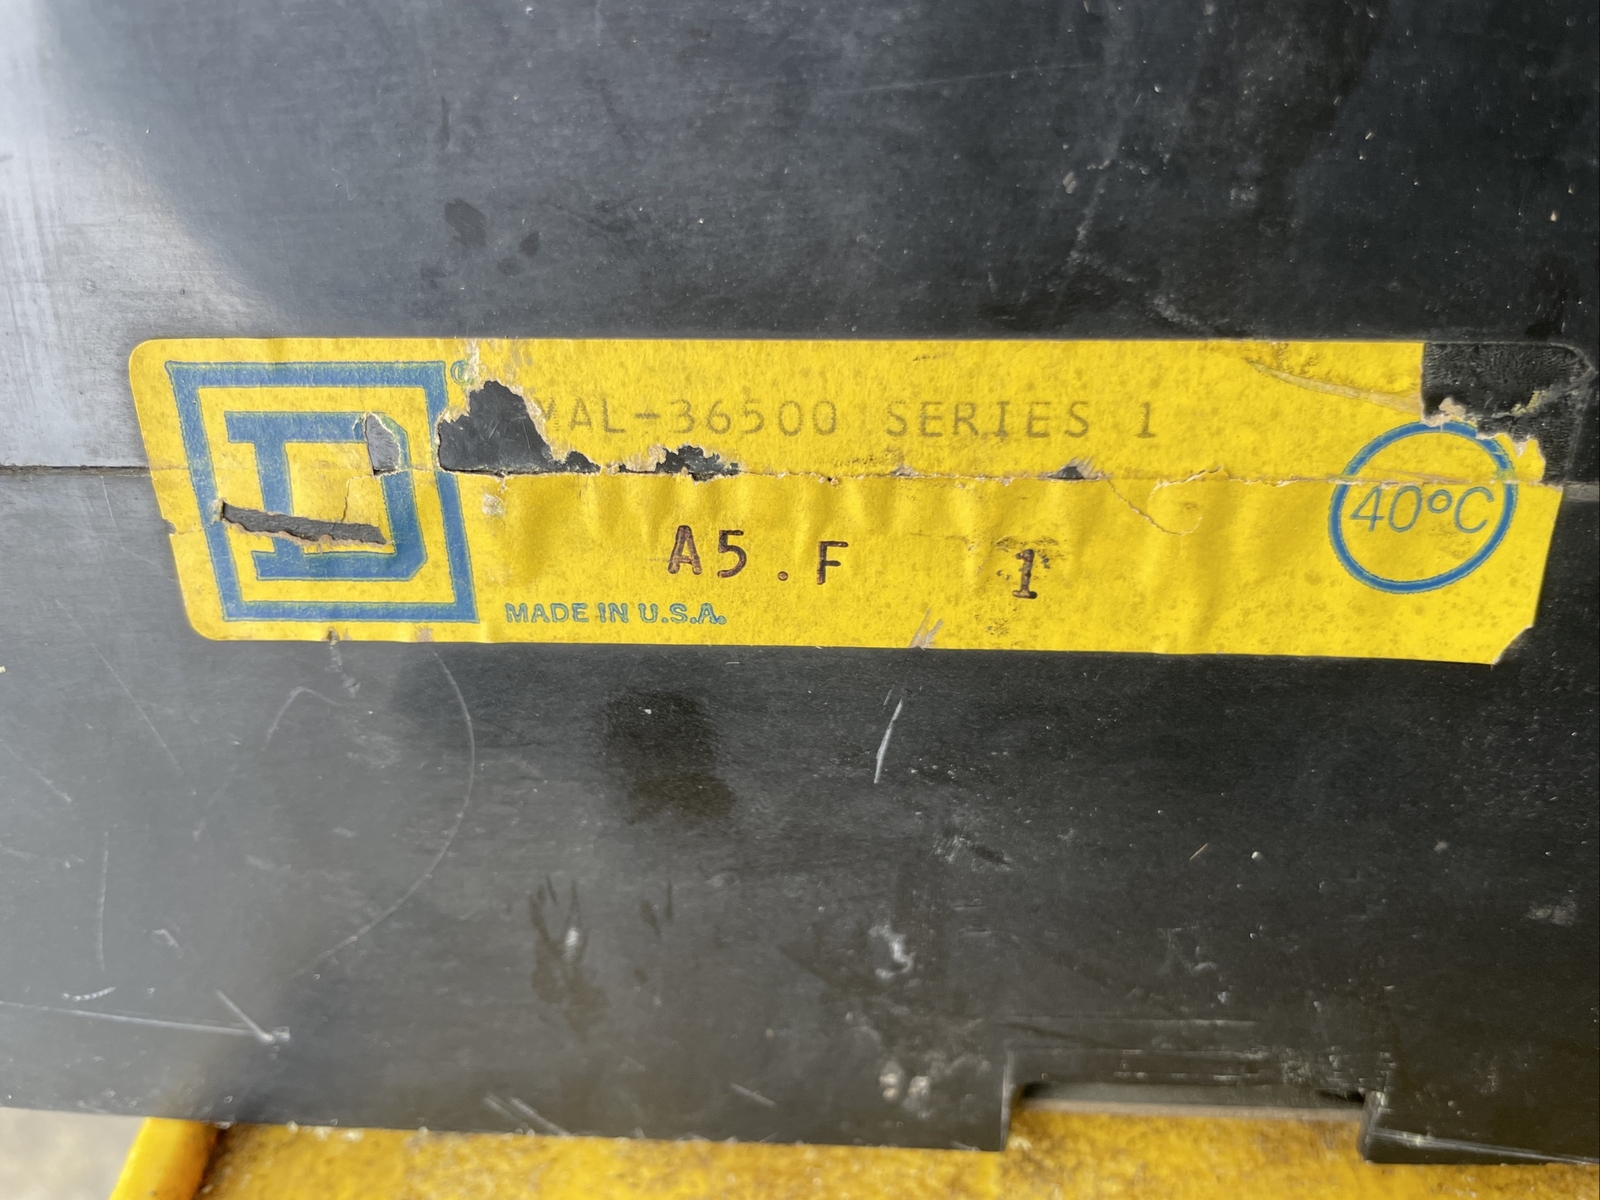 D ®
YAL-36500 SERIES 1
40°C
A5.F 1
MADE IN U.S.A.